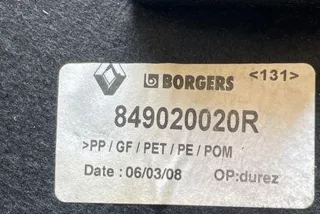 BORGERS <131>
849020020R
>PP / GF / PET / PE / POM
Date : 06/03/08 OP:durez